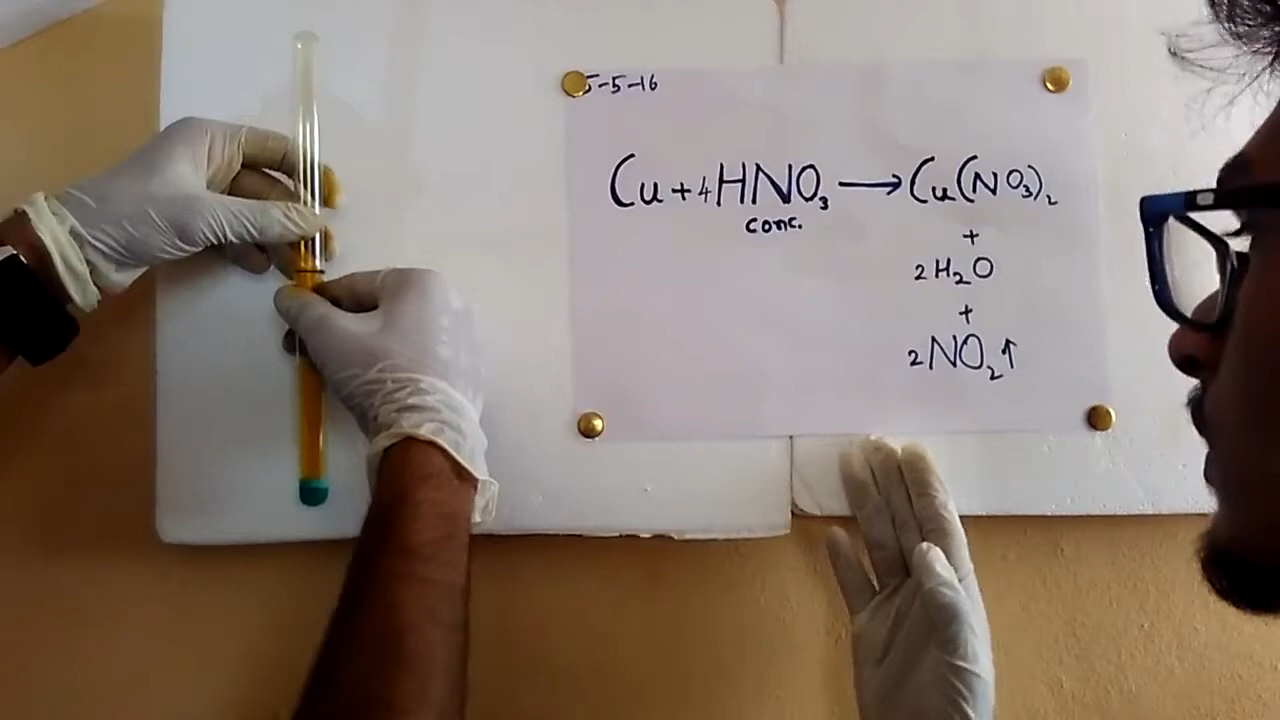 5-5-16
Cu + 4HNO₃ → Cu(NO₃)₂
conc.
+
2H₂O
+
2NO₂↑